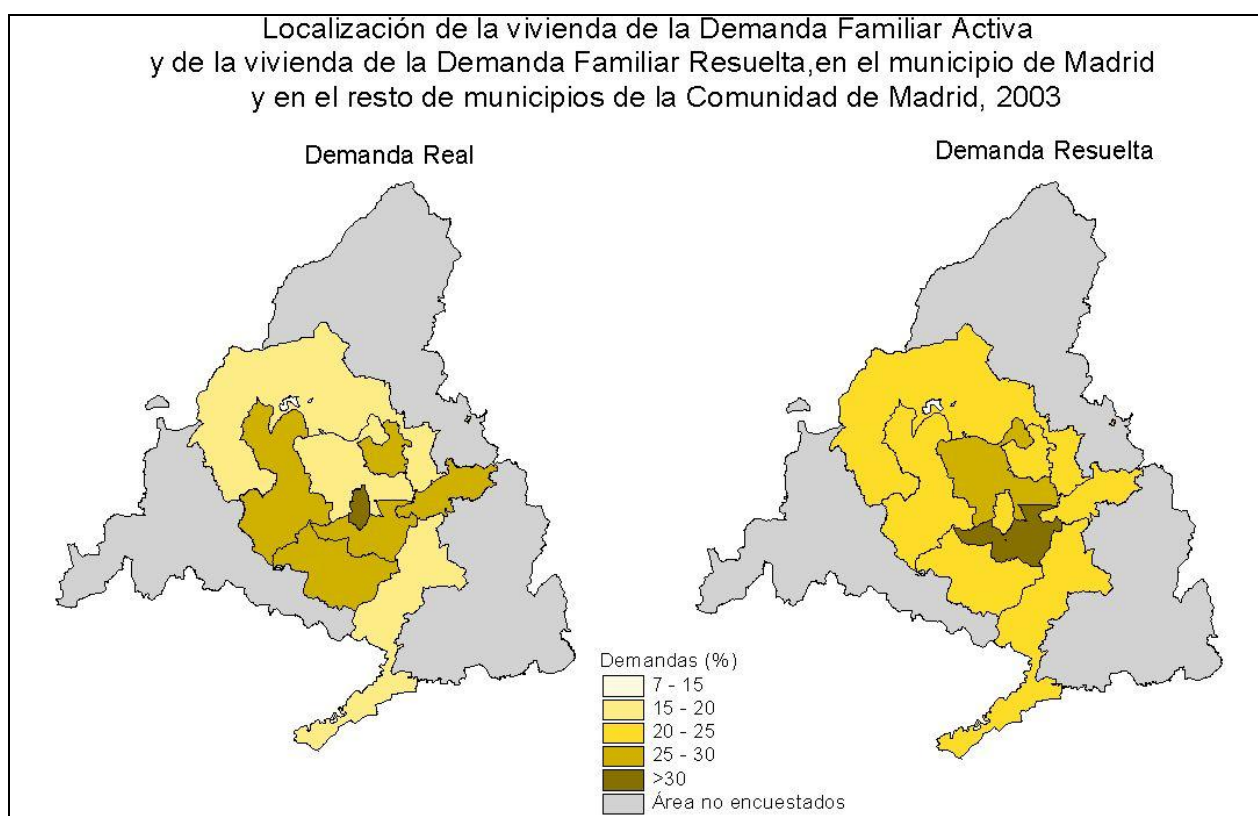 Localización de la vivienda de la Demanda Familiar Activa
y de la vivienda de la Demanda Familiar Resuelta,en el municipio de Madrid
y en el resto de municipios de la Comunidad de Madrid, 2003
Demanda Real
Demanda Resuelta
Demandas (%)
7 - 15
15 - 20
20 - 25
25 - 30
>30
Área no encuestados